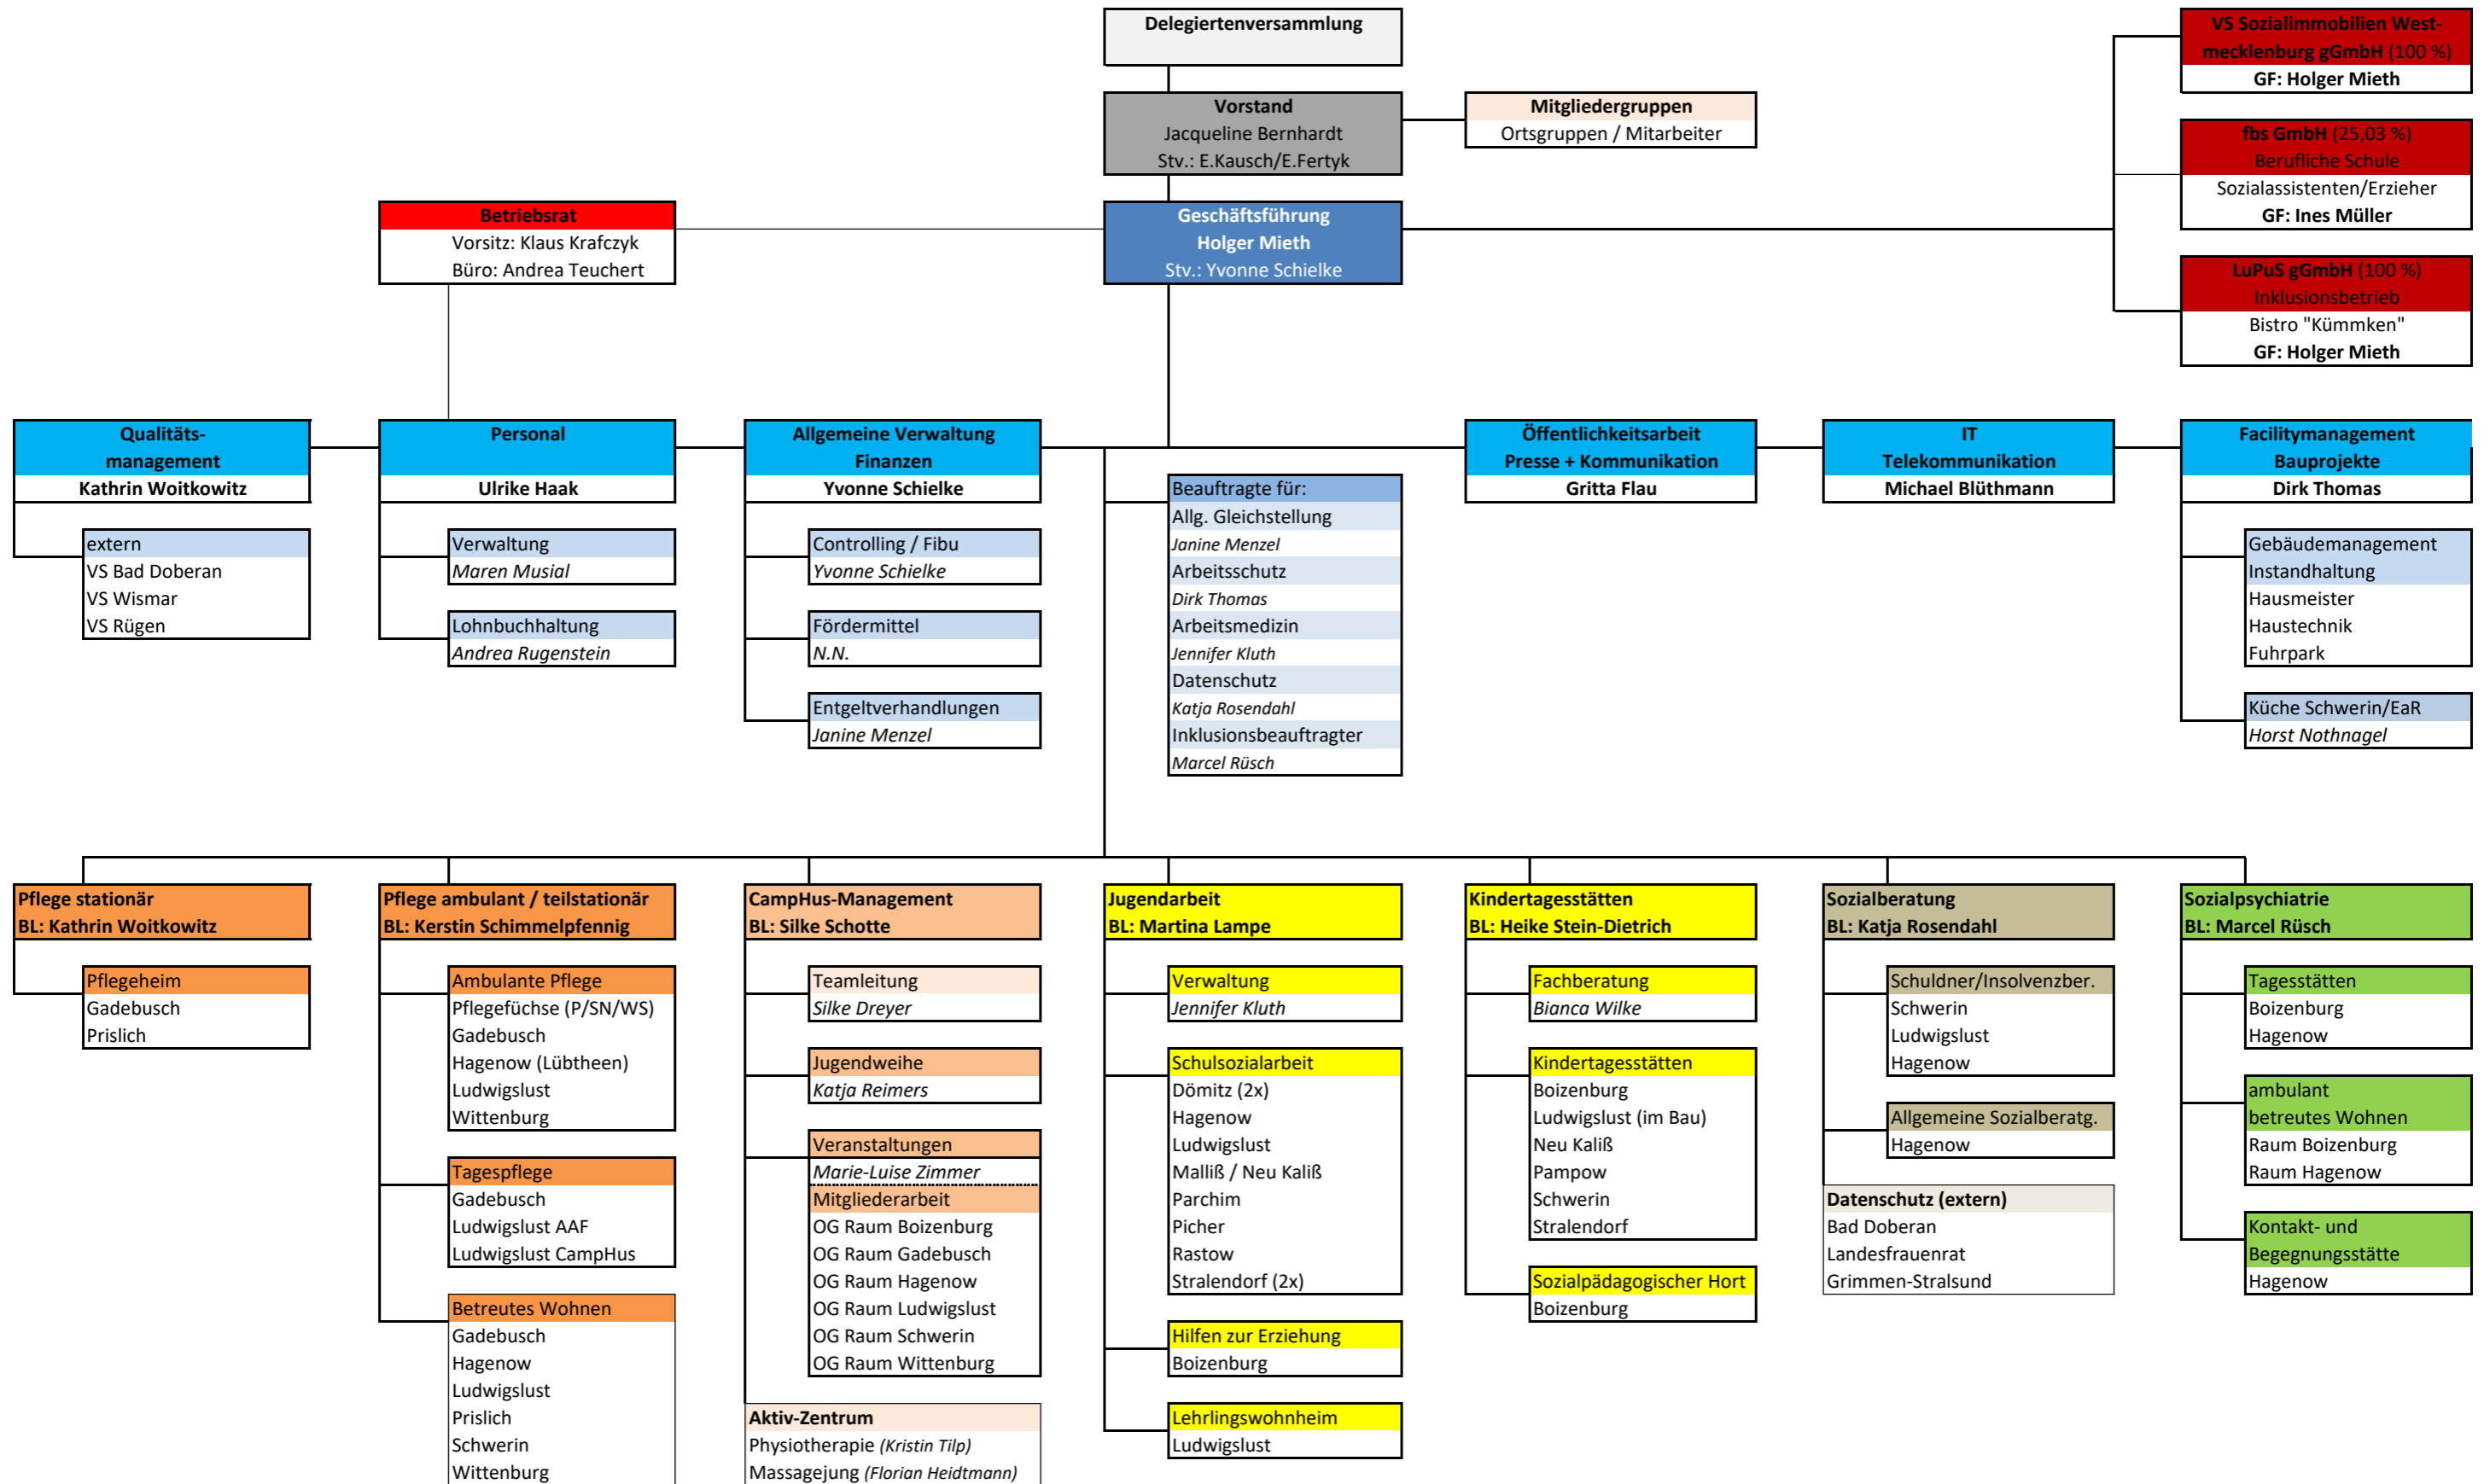 Delegiertenversammlung
VS Sozialimmobilien West-
mecklenburg gGmbH (100 %)
GF: Holger Mieth
Vorstand
Jacqueline Bernhardt
Stv.: E.Kausch/E.Fertyk
Mitgliedergruppen
Ortsgruppen / Mitarbeiter
fbs GmbH (25,03 %)
Berufliche Schule
Sozialassistenten/Erzieher
GF: Ines Müller
Betriebsrat
Vorsitz: Klaus Krafczyk
Büro: Andrea Teuchert
Geschäftsführung
Holger Mieth
Stv.: Yvonne Schielke
LuPuS gGmbH (100 %)
Inklusionsbetrieb
Bistro "Kümmken"
GF: Holger Mieth
Qualitäts-
management
Kathrin Woitkowitz
extern
VS Bad Doberan
VS Wismar
VS Rügen
Personal
Ulrike Haak
Verwaltung
Maren Musial
Lohnbuchhaltung
Andrea Rugenstein
Allgemeine Verwaltung
Finanzen
Yvonne Schielke
Controlling / Fibu
Yvonne Schielke
Fördermittel
N.N.
Entgeltverhandlungen
Janine Menzel
Beauftragte für:
Allg. Gleichstellung
Janine Menzel
Arbeitsschutz
Dirk Thomas
Arbeitsmedizin
Jennifer Kluth
Datenschutz
Katja Rosendahl
Inklusionsbeauftragter
Marcel Rüsch
Öffentlichkeitsarbeit
Presse + Kommunikation
Gritta Flau
IT
Telekommunikation
Michael Blüthmann
Facilitymanagement
Bauprojekte
Dirk Thomas
Gebäudemanagement
Instandhaltung
Hausmeister
Haustechnik
Fuhrpark
Küche Schwerin/EaR
Horst Nothnagel
Pflege stationär
BL: Kathrin Woitkowitz
Pflegeheim
Gadebusch
Prislich
Pflege ambulant / teilstationär
BL: Kerstin Schimmelpfennig
Ambulante Pflege
Pflegefüchse (P/SN/WS)
Gadebusch
Hagenow (Lübtheen)
Ludwigslust
Wittenburg
Tagespflege
Gadebusch
Ludwigslust AAF
Ludwigslust CampHus
Betreutes Wohnen
Gadebusch
Hagenow
Ludwigslust
Prislich
Schwerin
Wittenburg
CampHus-Management
BL: Silke Schotte
Teamleitung
Silke Dreyer
Jugendweihe
Katja Reimers
Veranstaltungen
Marie-Luise Zimmer
Mitgliederarbeit
OG Raum Boizenburg
OG Raum Gadebusch
OG Raum Hagenow
OG Raum Ludwigslust
OG Raum Schwerin
OG Raum Wittenburg
Aktiv-Zentrum
Physiotherapie (Kristin Tilp)
Massagejung (Florian Heidtmann)
Jugendarbeit
BL: Martina Lampe
Verwaltung
Jennifer Kluth
Schulsozialarbeit
Dömitz (2x)
Hagenow
Ludwigslust
Malliß / Neu Kaliß
Parchim
Picher
Rastow
Stralendorf (2x)
Hilfen zur Erziehung
Boizenburg
Lehrlingswohnheim
Ludwigslust
Kindertagesstätten
BL: Heike Stein-Dietrich
Fachberatung
Bianca Wilke
Kindertagesstätten
Boizenburg
Ludwigslust (im Bau)
Neu Kaliß
Pampow
Schwerin
Stralendorf
Sozialpädagogischer Hort
Boizenburg
Sozialberatung
BL: Katja Rosendahl
Schuldner/Insolvenzber.
Schwerin
Ludwigslust
Hagenow
Allgemeine Sozialberatg.
Hagenow
Datenschutz (extern)
Bad Doberan
Landesfrauenrat
Grimmen-Stralsund
Sozialpsychiatrie
BL: Marcel Rüsch
Tagesstätten
Boizenburg
Hagenow
ambulant
betreutes Wohnen
Raum Boizenburg
Raum Hagenow
Kontakt- und
Begegnungsstätte
Hagenow